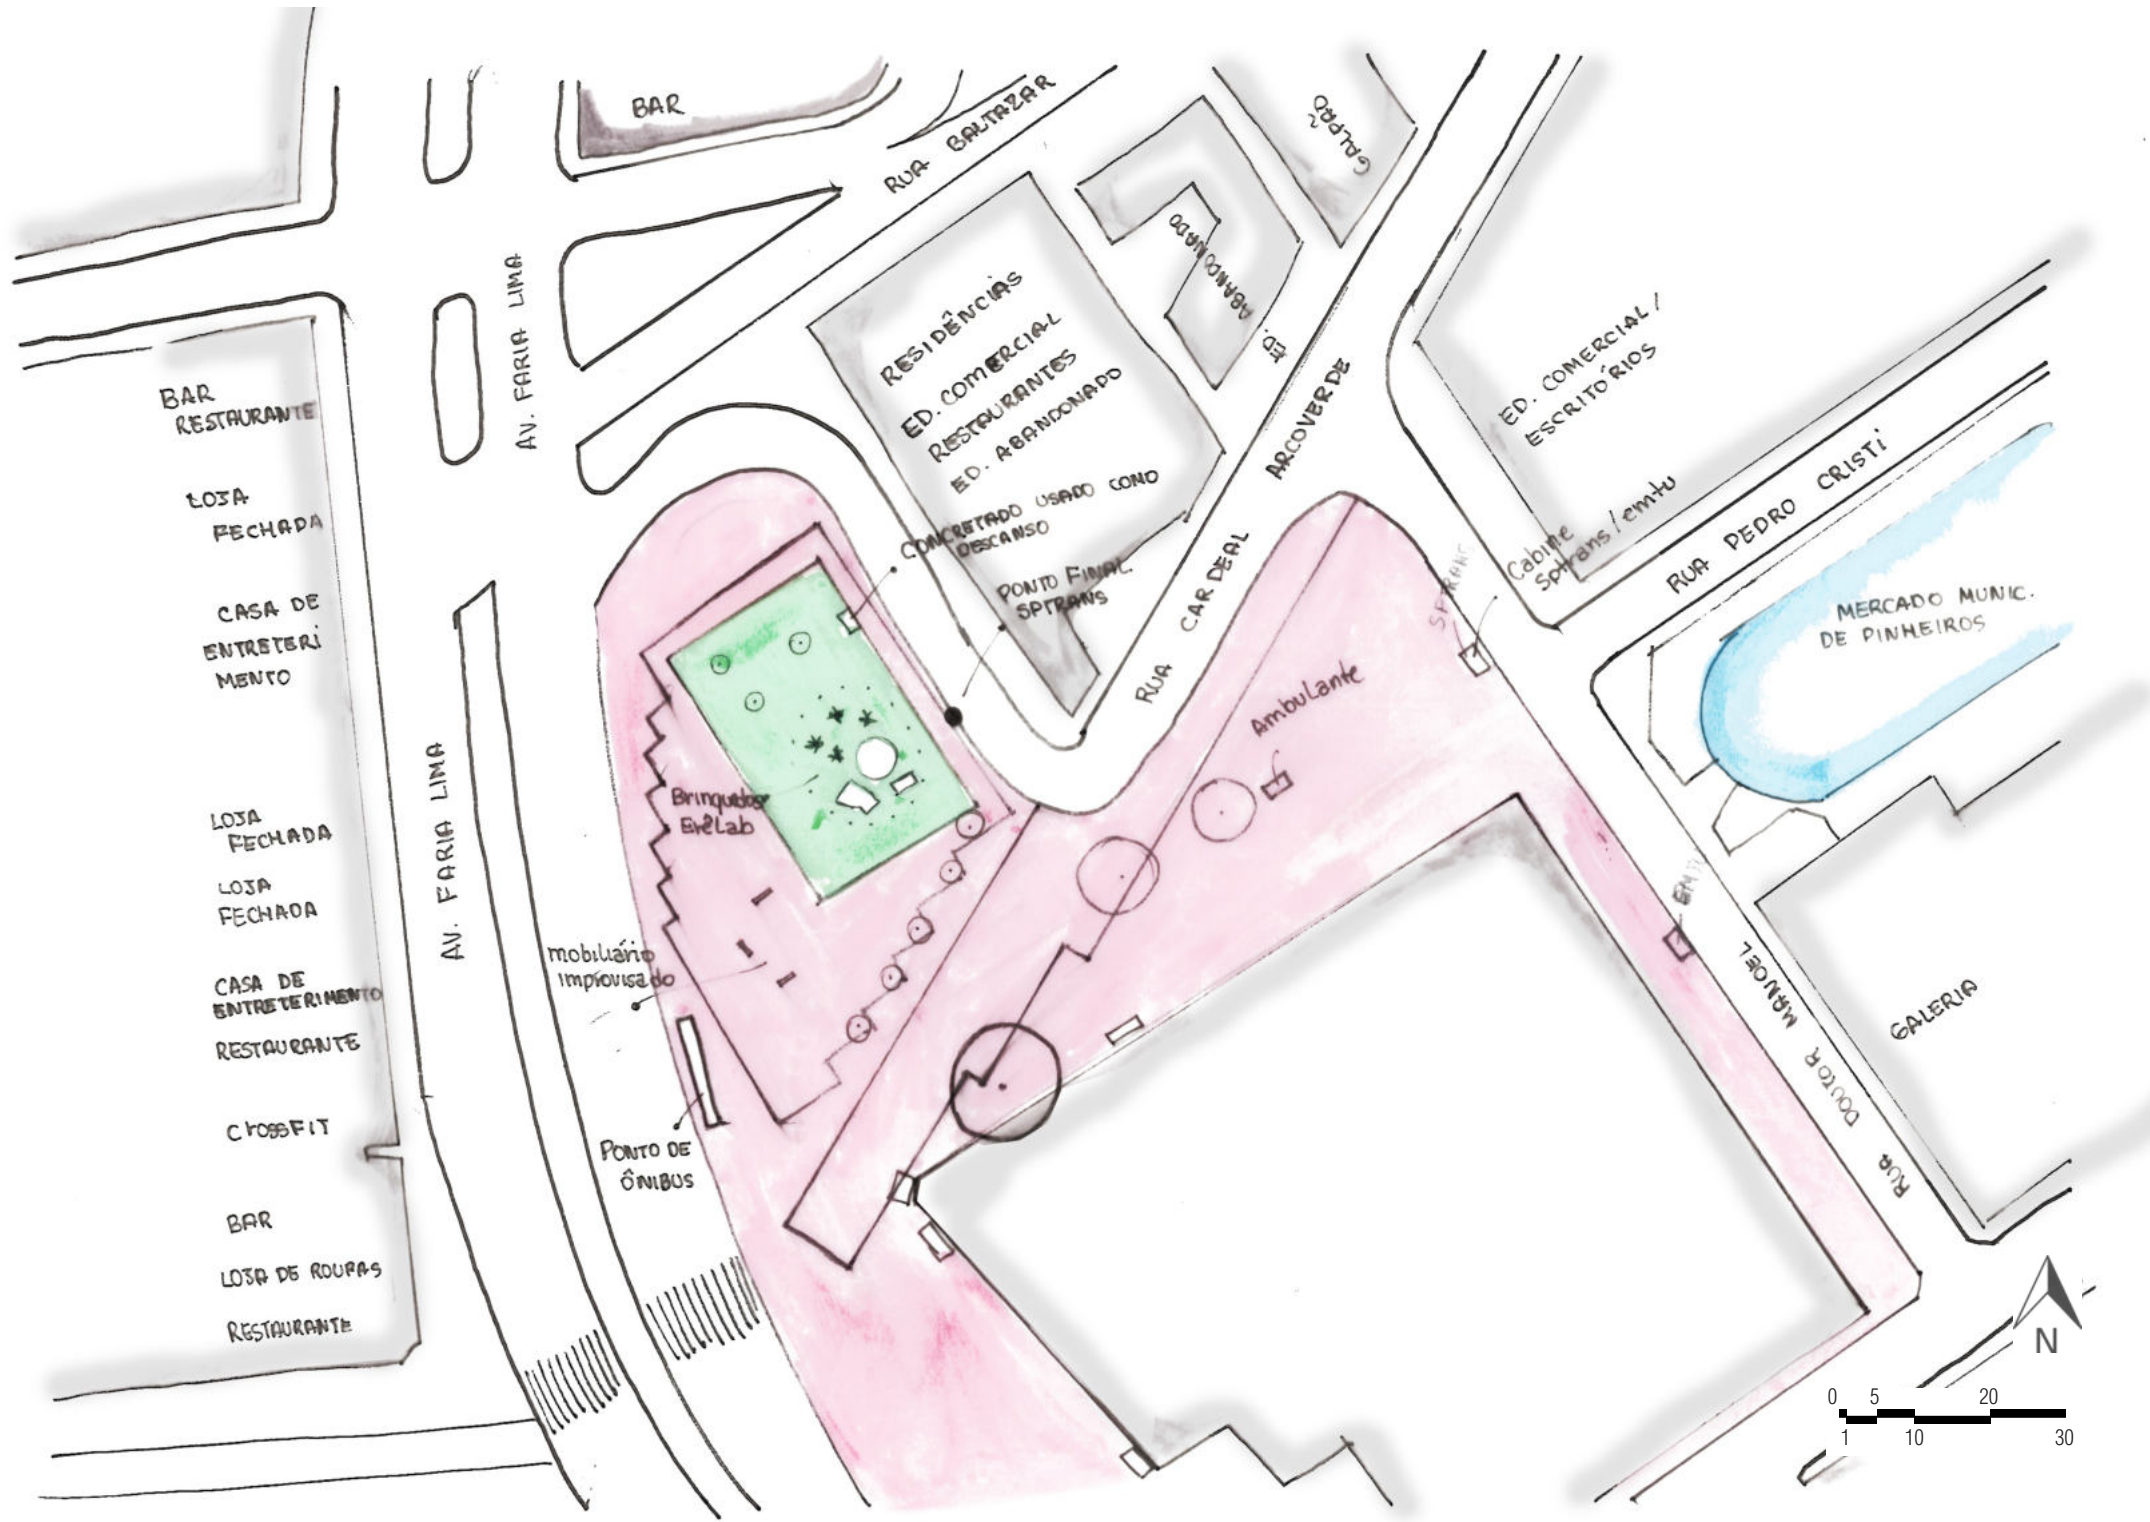 BAR
RUA BALTAZAR
GALPÃO
AV. FARIA LIMA
BAR
RESTAURANTE
LOJA
FECHADA
CASA DE
ENTRETERI
MENTO
LOJA
FECHADA
LOJA
FECHADA
CASA DE
ENTRETERIMENTO
RESTAURANTE
CrossFIT
BAR
LOJA DE ROUPAS
RESTAURANTE
AV. FARIA LIMA
RESIDÊNCIAS
ED. COMERCIAL
RESTAURANTES
ED. ABANDONADO
ED. ABANDONADO
CONCRETADO USADO COMO
DESCANSO
PONTO FINAL
SPTRANS
RUA CARDEAL ARCOVERDE
ED. COMERCIAL /
ESCRITÓRIOS
RUA PEDRO CRISTI
Cabine
Sptrans/emtu
SPTRANS
MERCADO MUNIC.
DE PINHEIROS
Ambulante
Brinquedos
ErêLab
mobiliário
improvisado
PONTO DE
ÔNIBUS
RUA DOUTOR MANOEL
GALERIA
N
0 5 20
1 10 30